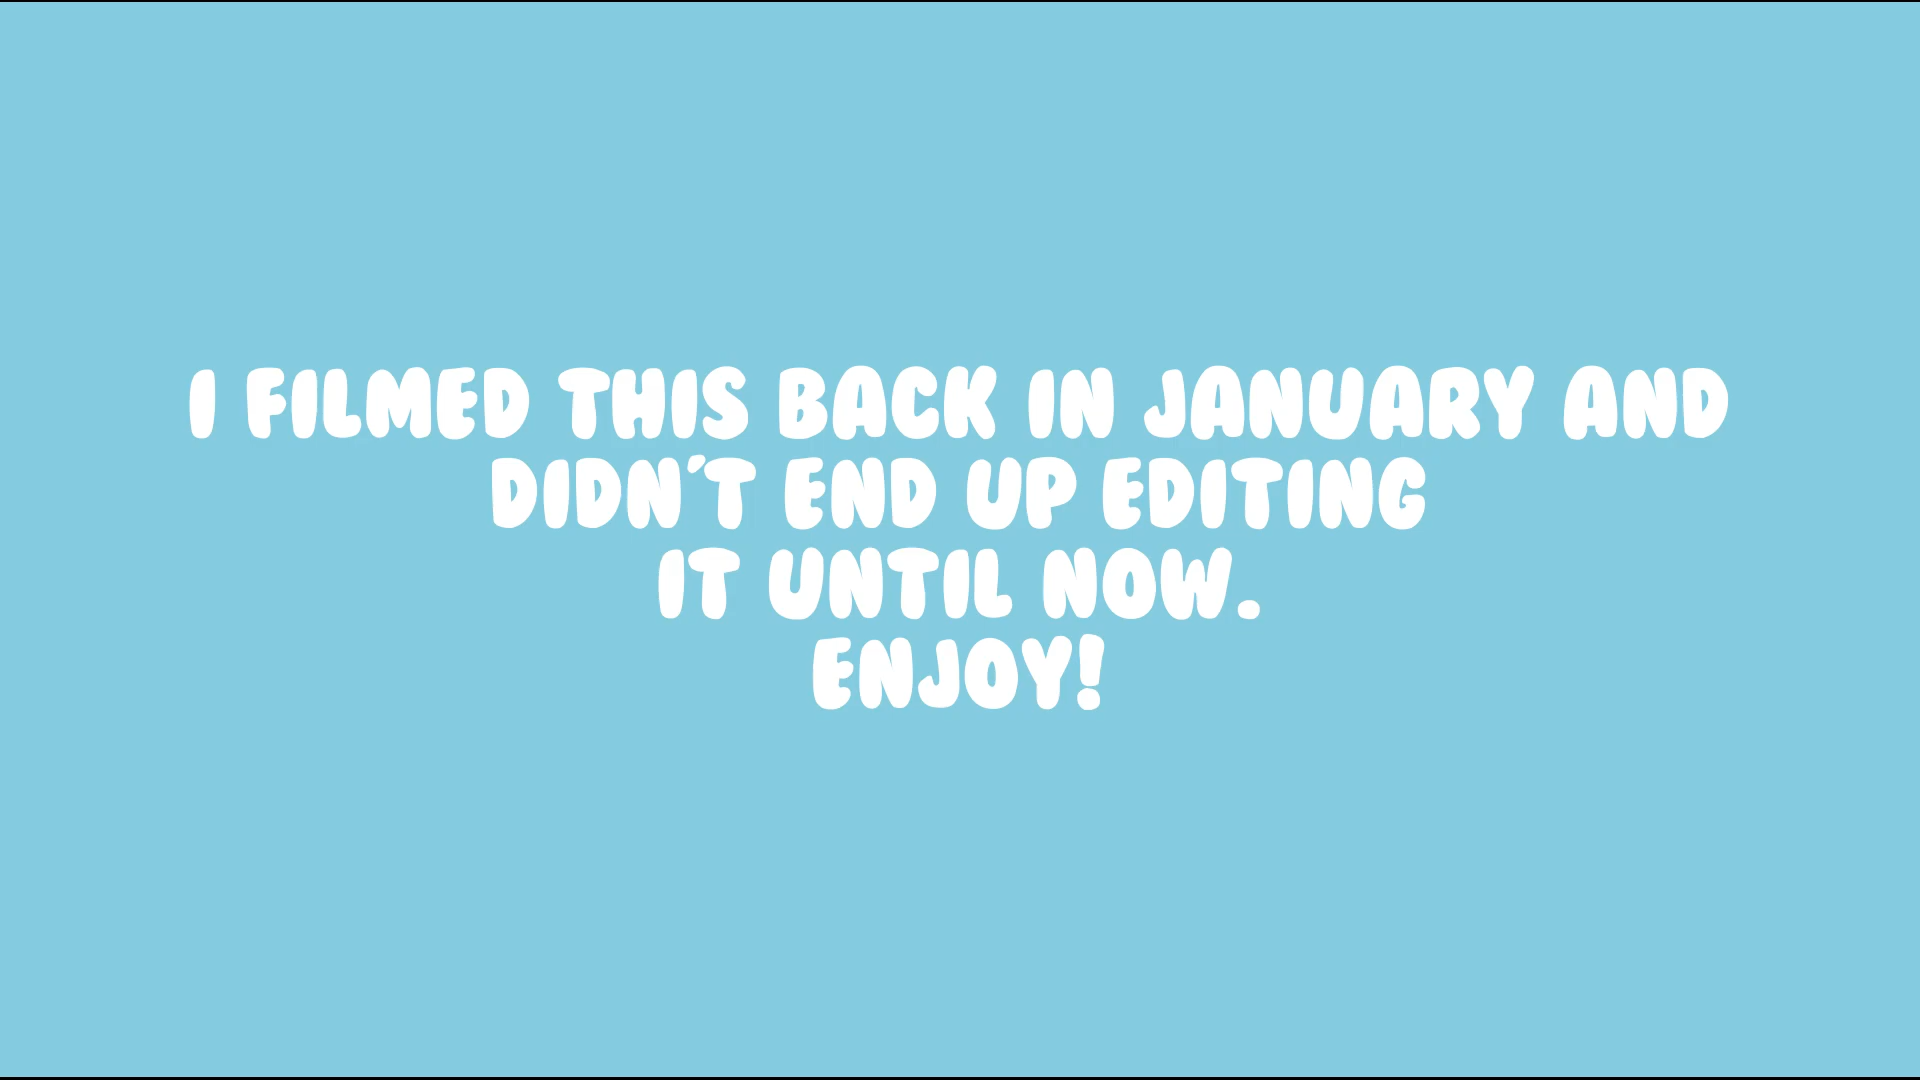 I FILMED THIS BACK IN JANUARY AND
DIDN'T END UP EDITING
IT UNTIL NOW.
ENJOY!